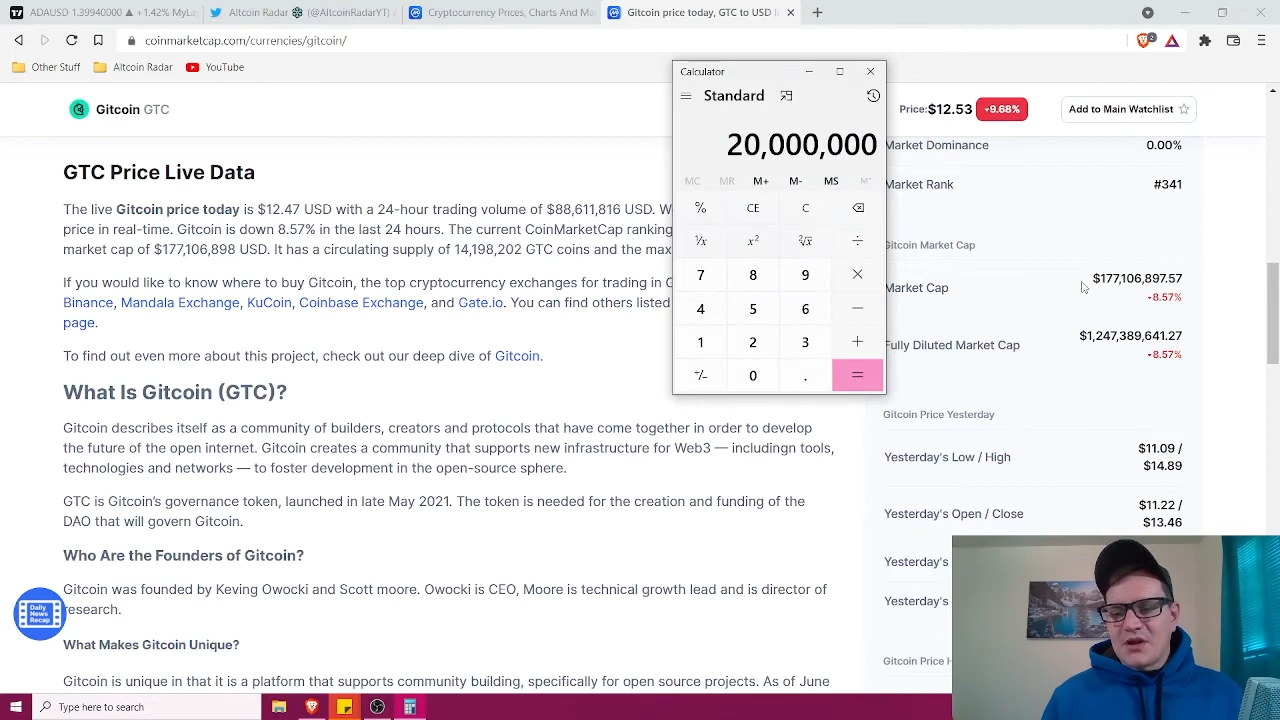 ADAUSD 1.39940000 ▲ +1.42% MyLa
Altcoin Radar (@AltcoinRadarYT) /
Cryptocurrency Prices, Charts And Ma
Gitcoin price today, GTC to USD li
coinmarketcap.com/currencies/gitcoin/
2
Other Stuff
Altcoin Radar
YouTube
Gitcoin GTC
Price:$12.53
9.68%
Add to Main Watchlist
Calculator
Standard
20,000,000
MC MR M+ M- MS M
% CE C
¹/x x² ²√x ÷
7 8 9 ×
4 5 6 −
1 2 3 +
+/− 0 . =
GTC Price Live Data
The live Gitcoin price today is $12.47 USD with a 24-hour trading volume of $88,611,816 USD. W
price in real-time. Gitcoin is down 8.57% in the last 24 hours. The current CoinMarketCap ranking
market cap of $177,106,898 USD. It has a circulating supply of 14,198,202 GTC coins and the max
If you would like to know where to buy Gitcoin, the top cryptocurrency exchanges for trading in
Binance, Mandala Exchange, KuCoin, Coinbase Exchange, and Gate.io. You can find others listed
page.
To find out even more about this project, check out our deep dive of Gitcoin.
What Is Gitcoin (GTC)?
Gitcoin describes itself as a community of builders, creators and protocols that have come together in order to develop
the future of the open internet. Gitcoin creates a community that supports new infrastructure for Web3 — includingn tools,
technologies and networks — to foster development in the open-source sphere.
GTC is Gitcoin's governance token, launched in late May 2021. The token is needed for the creation and funding of the
DAO that will govern Gitcoin.
Who Are the Founders of Gitcoin?
Gitcoin was founded by Keving Owocki and Scott moore. Owocki is CEO, Moore is technical growth lead and is director of
research.
What Makes Gitcoin Unique?
Gitcoin is unique in that it is a platform that supports community building, specifically for open source projects. As of June
Market Dominance
0.00%
Market Rank
#341
Gitcoin Market Cap
Market Cap
$177,106,897.57
8.57%
Fully Diluted Market Cap
$1,247,389,641.27
8.57%
Gitcoin Price Yesterday
Yesterday's Low / High
$11.09 /
$14.89
Yesterday's Open / Close
$11.22 /
$13.46
Yesterday's
Yesterday's
Gitcoin Price H
Daily
News
Recap
Type here to search